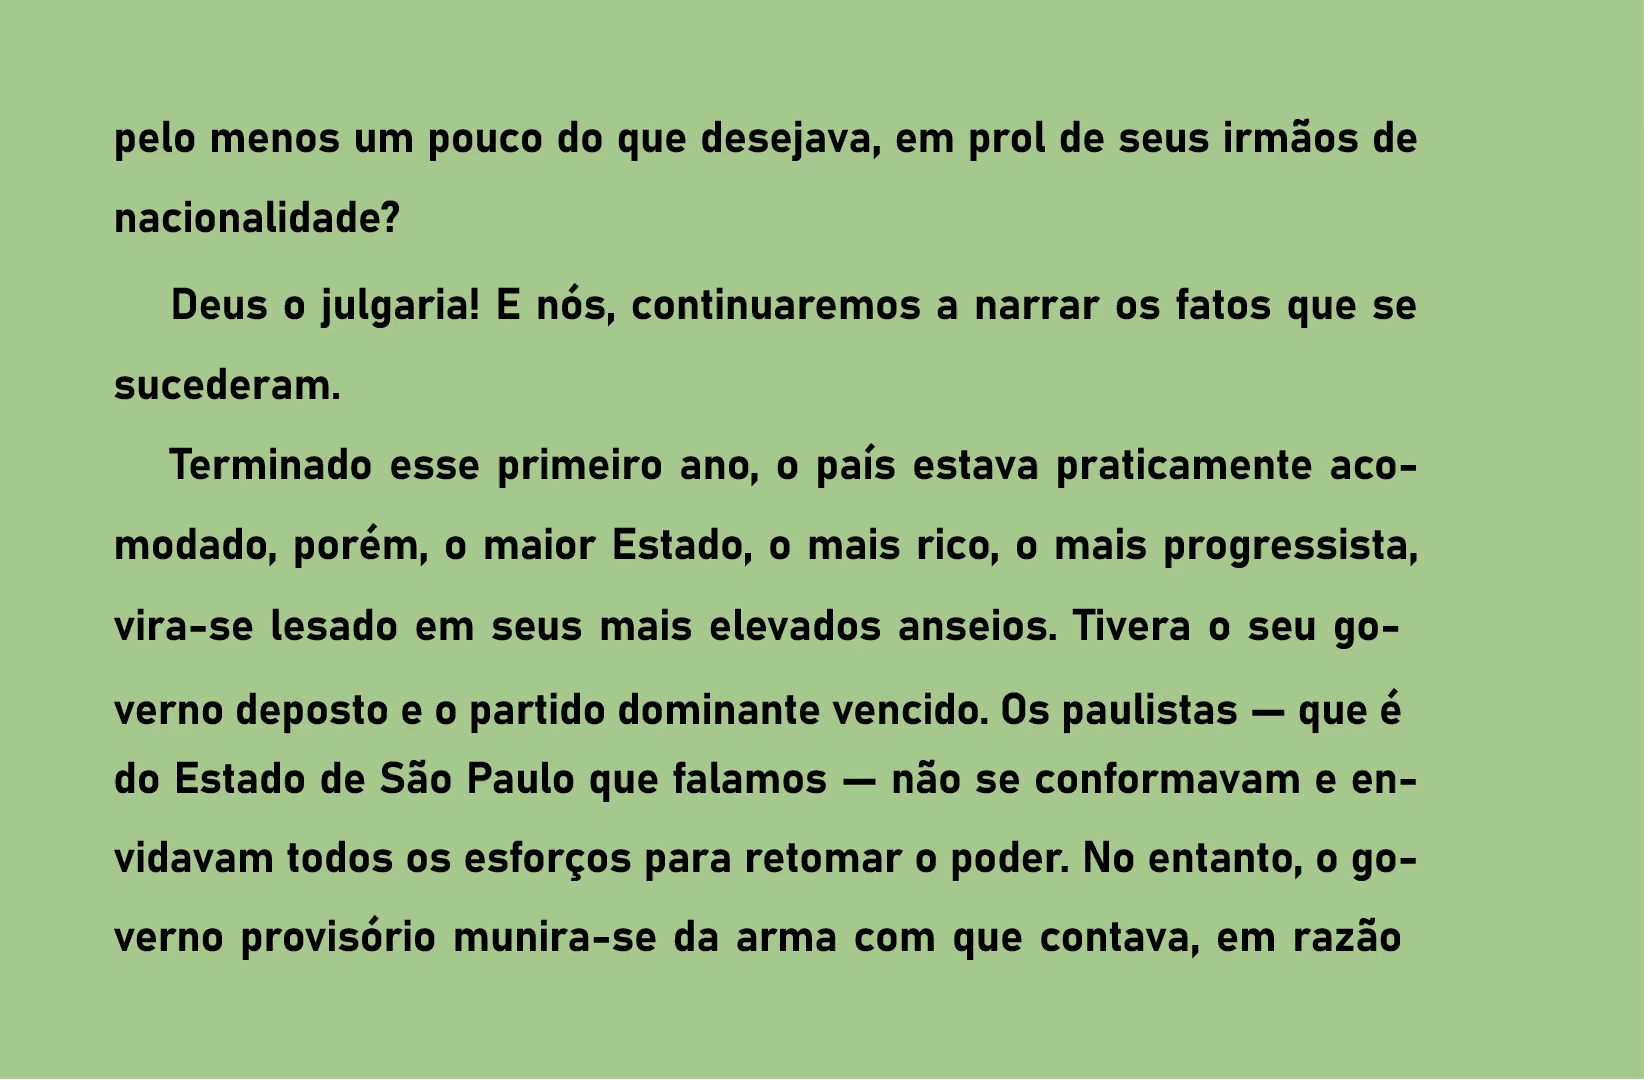 pelo menos um pouco do que desejava, em prol de seus irmãos de
nacionalidade?
Deus o julgaria! E nós, continuaremos a narrar os fatos que se
sucederam.
Terminado esse primeiro ano, o país estava praticamente aco-
modado, porém, o maior Estado, o mais rico, o mais progressista,
vira-se lesado em seus mais elevados anseios. Tivera o seu go-
verno deposto e o partido dominante vencido. Os paulistas — que é
do Estado de São Paulo que falamos — não se conformavam e en-
vidavam todos os esforços para retomar o poder. No entanto, o go-
verno provisório munira-se da arma com que contava, em razão